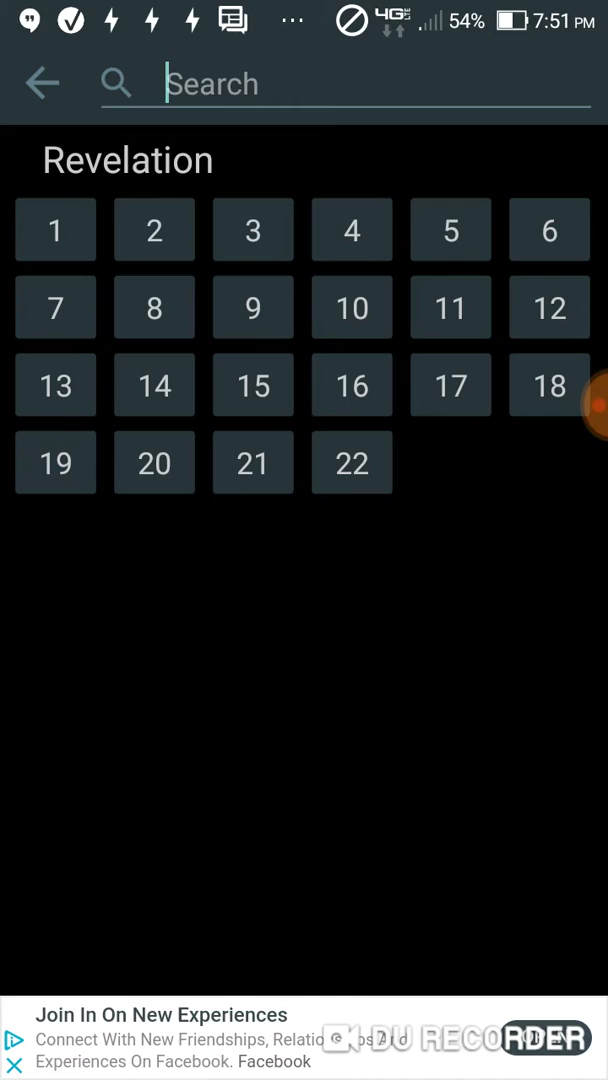 4G 54% 7:51 PM
Search
Revelation
1 2 3 4 5 6
7 8 9 10 11 12
13 14 15 16 17 18
19 20 21 22
Join In On New Experiences
Connect With New Friendships, And
Experiences On Facebook. Facebook
DU RECORDER